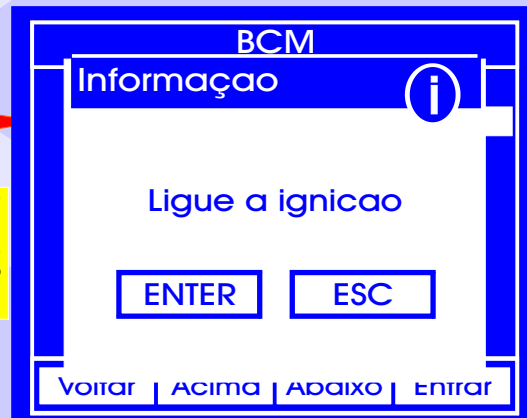 BCM
Informaçao
i
Ligue a ignicao
ENTER ESC
Voltar Acima Abaixo Entrar